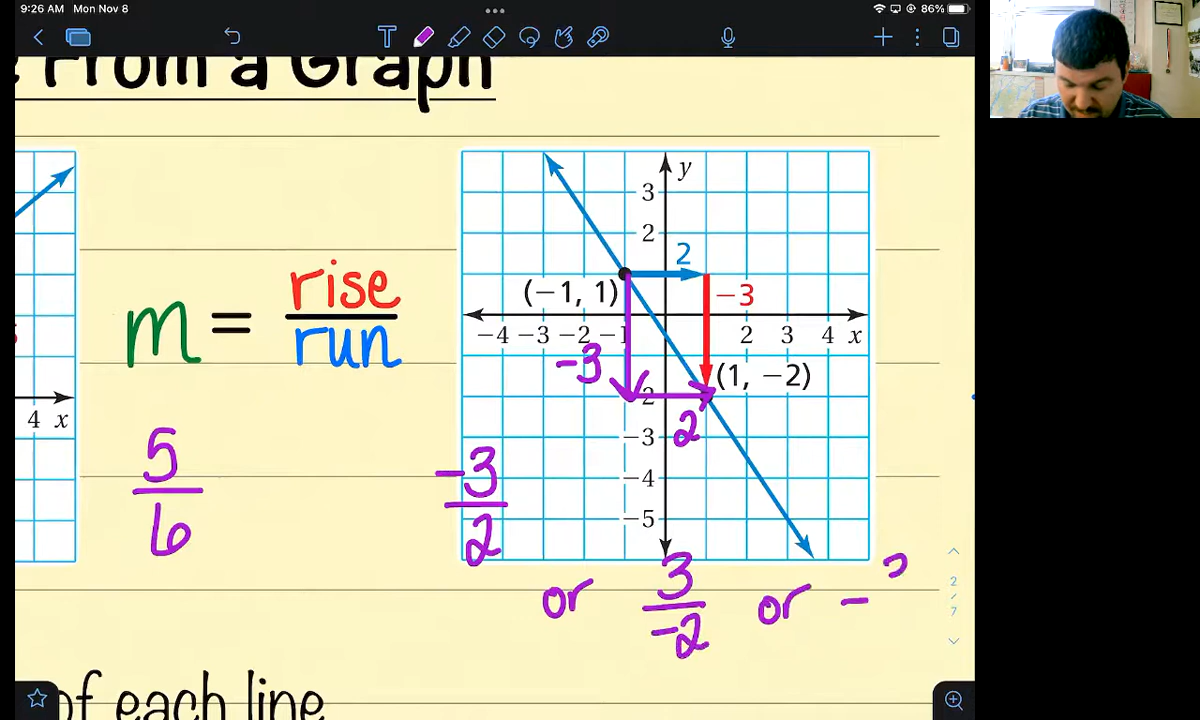 9:26 AM Mon Nov 8
86%
From a Graph
m = rise / run
5
6
4 x
y
3
2
2
(−1, 1)
−3
−4 −3 −2 −1
2 3 4 x
-3
(1, −2)
2
−3
−4
−5
-3
2
or
3
-2
or -
2
/
7
of each line